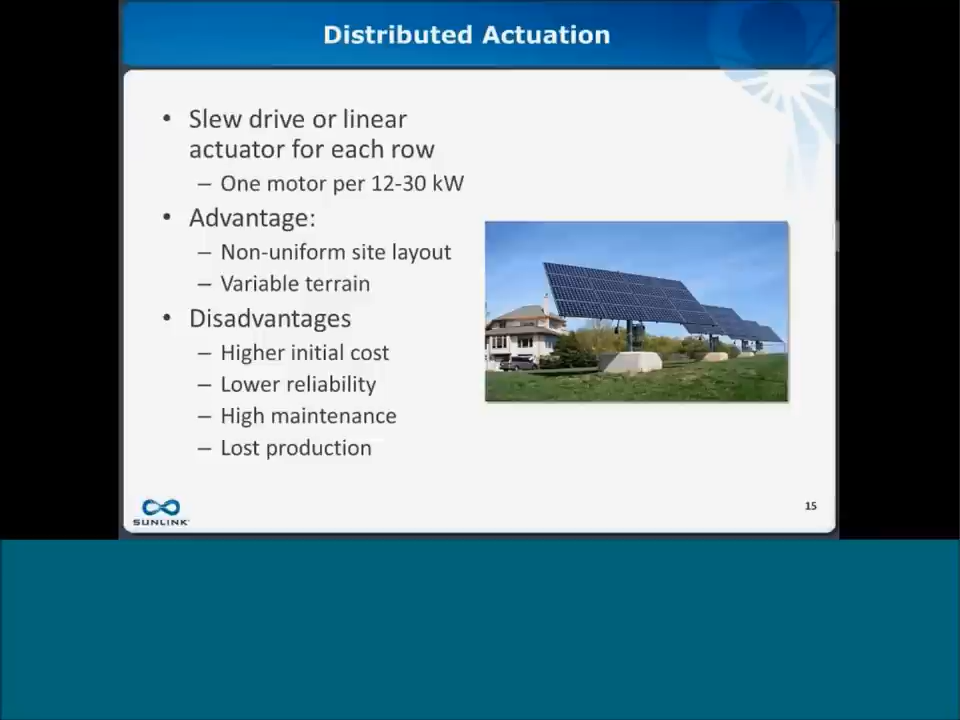 Distributed Actuation
• Slew drive or linear
actuator for each row
– One motor per 12-30 kW
• Advantage:
– Non-uniform site layout
– Variable terrain
• Disadvantages
– Higher initial cost
– Lower reliability
– High maintenance
– Lost production
SUNLINK
15